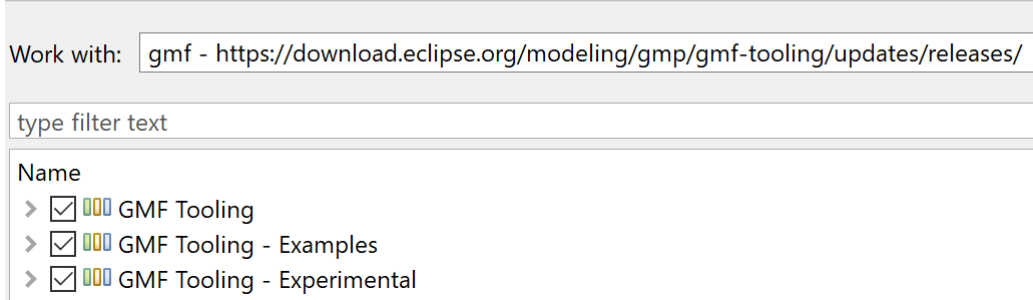 Work with: gmf - https://download.eclipse.org/modeling/gmp/gmf-tooling/updates/releases/
type filter text
Name
GMF Tooling
GMF Tooling - Examples
GMF Tooling - Experimental